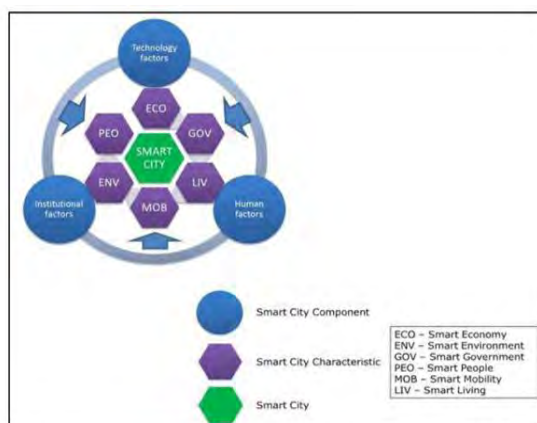 Technology
factors
ECO
PEO
GOV
SMART
CITY
ENV
LIV
MOB
Institutional
factors
Human
factors
Smart City Component
Smart City Characteristic
Smart City
ECO – Smart Economy
ENV – Smart Environment
GOV – Smart Government
PEO – Smart People
MOB – Smart Mobility
LIV – Smart Living